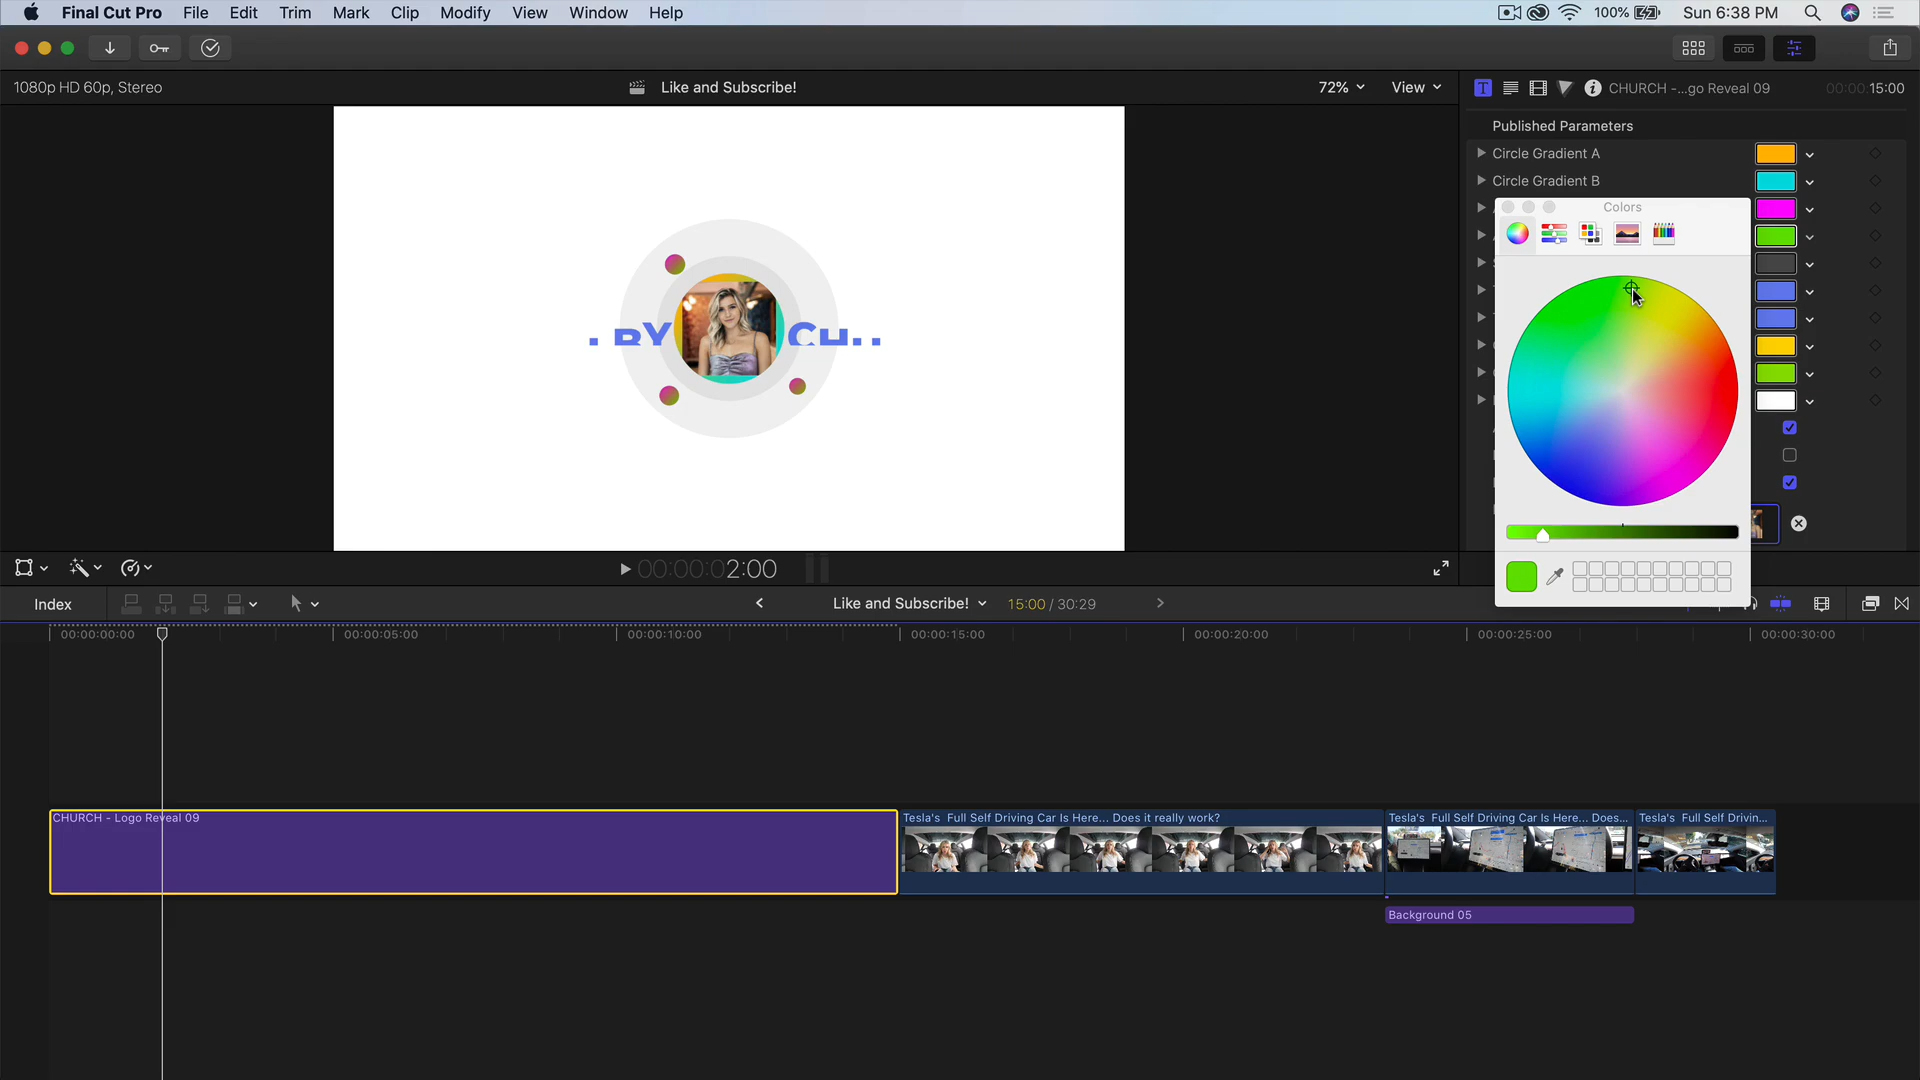 Final Cut Pro File Edit Trim Mark Clip Modify View Window Help 100% Sun 6:38 PM
1080p HD 60p, Stereo Like and Subscribe! 72% View T CHURCH -...go Reveal 09 00:00:15:00
Published Parameters
Circle Gradient A
Circle Gradient B
Colors
BY
00:00:02:00
Index Like and Subscribe! 15:00 / 30:29
00:00:00:00 00:00:05:00 00:00:10:00 00:00:15:00 00:00:20:00 00:00:25:00 00:00:30:00
CHURCH - Logo Reveal 09 Tesla's Full Self Driving Car Is Here... Does it really work? Tesla's Full Self Driving Car Is Here... Does... Tesla's Full Self Drivin...
Background 05